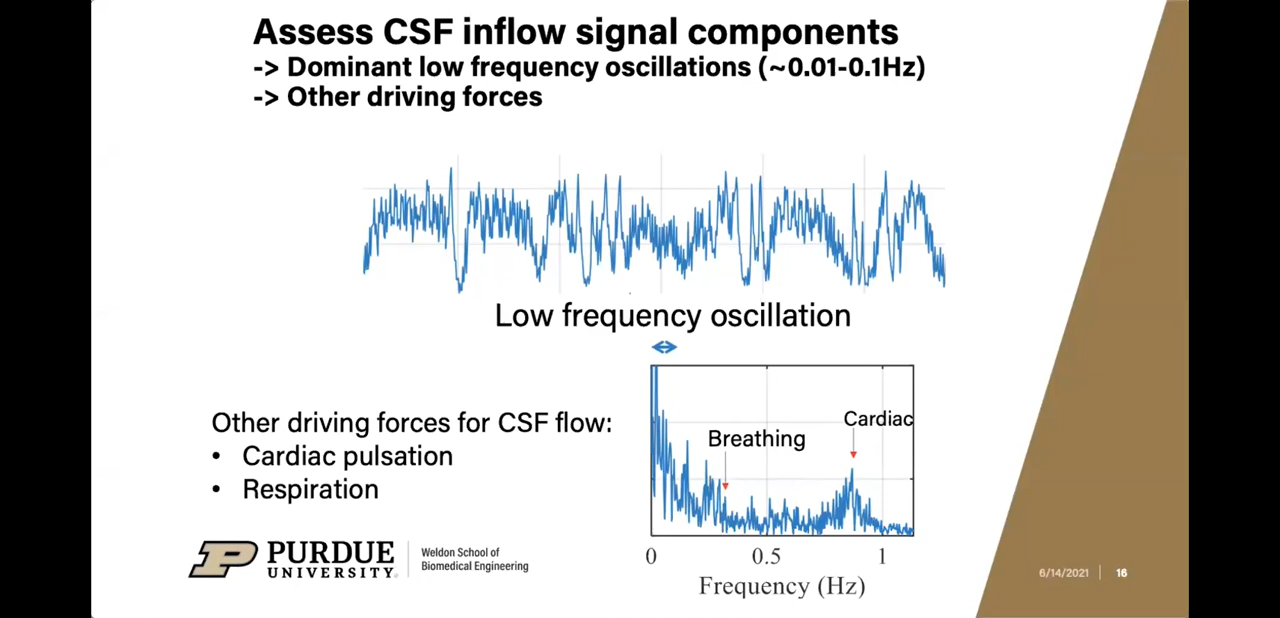 Assess CSF inflow signal components
-> Dominant low frequency oscillations (~0.01-0.1Hz)
-> Other driving forces
Low frequency oscillation
Other driving forces for CSF flow:
• Cardiac pulsation
• Respiration
Breathing
Cardiac
0 0.5 1
Frequency (Hz)
PURDUE
UNIVERSITY®
Weldon School of
Biomedical Engineering
6/14/2021 | 16